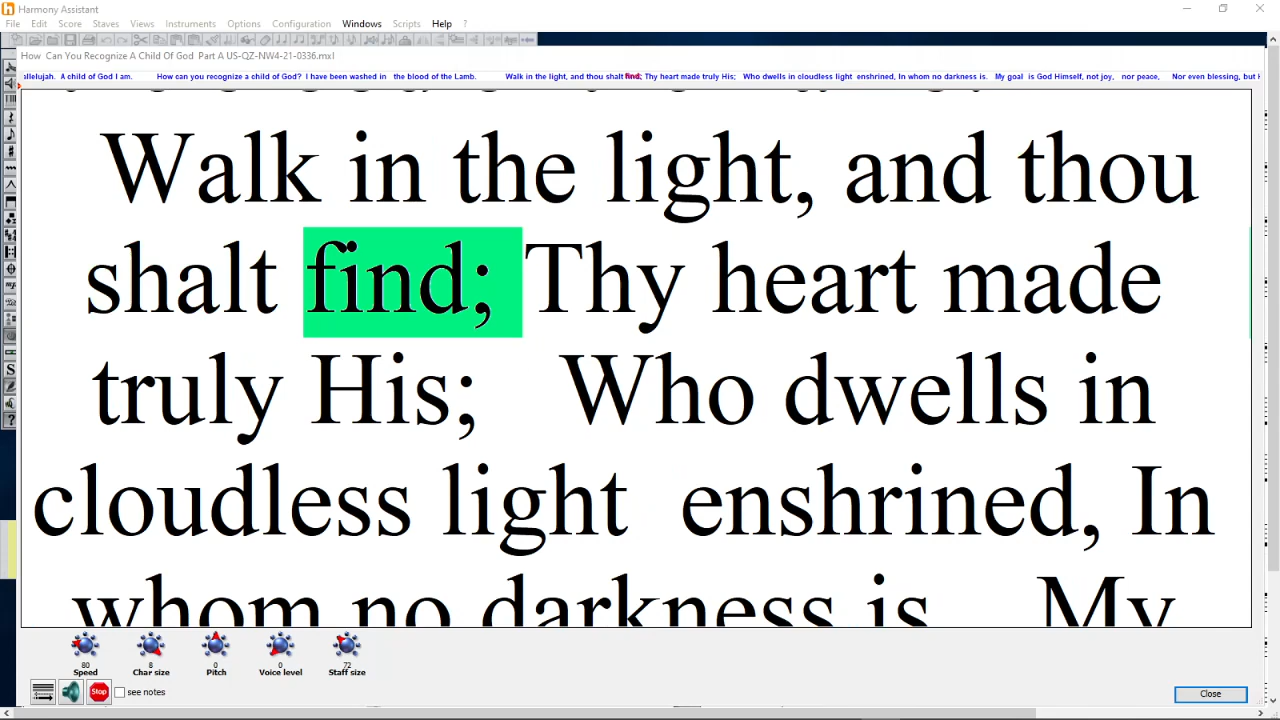 Harmony Assistant
File Edit Score Staves Views Instruments Options Configuration Windows Scripts Help ?
How Can You Recognize A Child Of God Part A US-QZ-NW4-21-0336.mxl
allelujah. A child of God I am. How can you recognize a child of God? I have been washed in the blood of the Lamb. Walk in the light, and thou shalt find; Thy heart made truly His; Who dwells in cloudless light enshrined, In whom no darkness is. My goal is God Himself, not joy, nor peace, Nor even blessing, but H
Walk in the light, and thou
shalt find; Thy heart made
truly His; Who dwells in
cloudless light enshrined, In
whom no darkness is. My
80 8 0 0 72
Speed Char size Pitch Voice level Staff size
Stop see notes Close